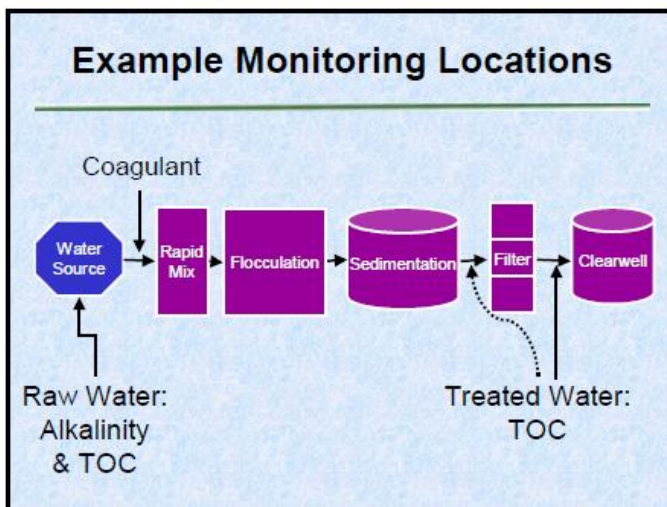 Example Monitoring Locations
Coagulant
Water
Source
Rapid
Mix
Flocculation
Sedimentation
Filter
Clearwell
Raw Water:
Alkalinity
& TOC
Treated Water:
TOC